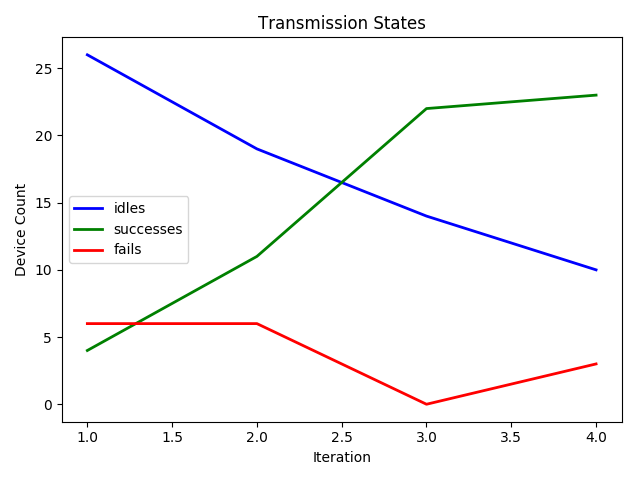 Transmission States
Device Count
25
20
15
10
5
0
idles
successes
fails
1.0 1.5 2.0 2.5 3.0 3.5 4.0
Iteration